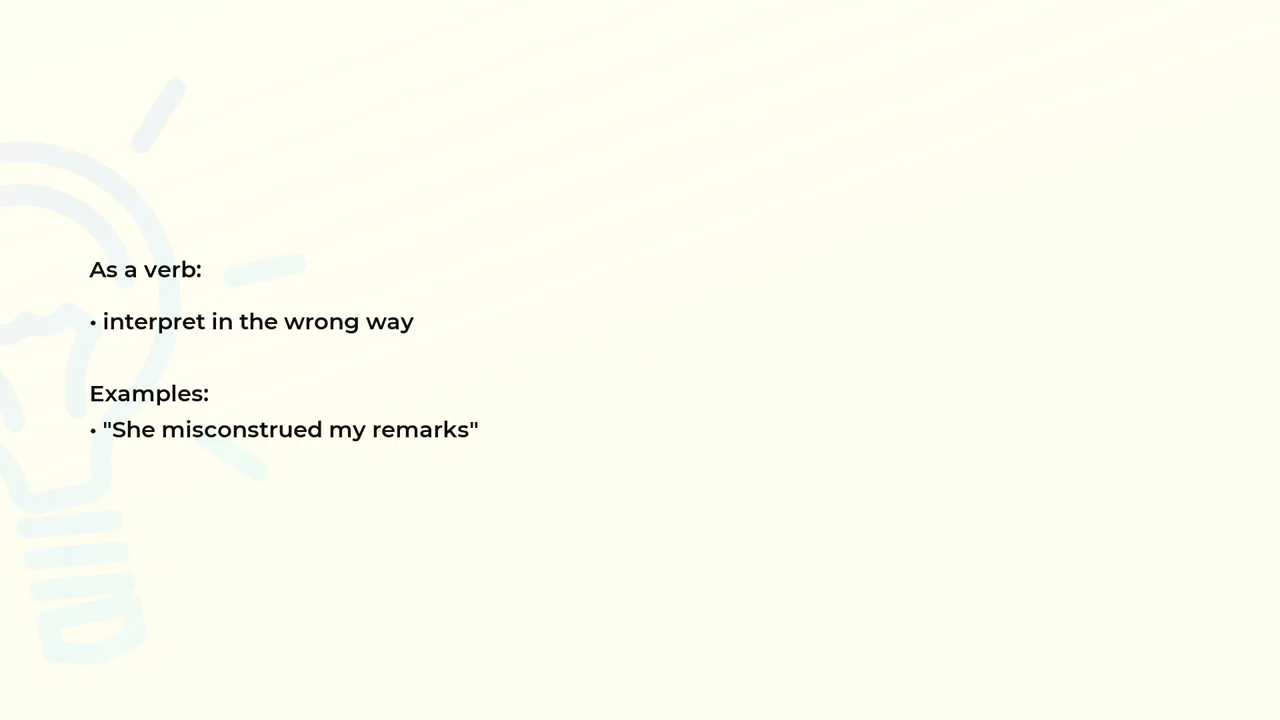 As a verb:
• interpret in the wrong way
Examples:
• "She misconstrued my remarks"